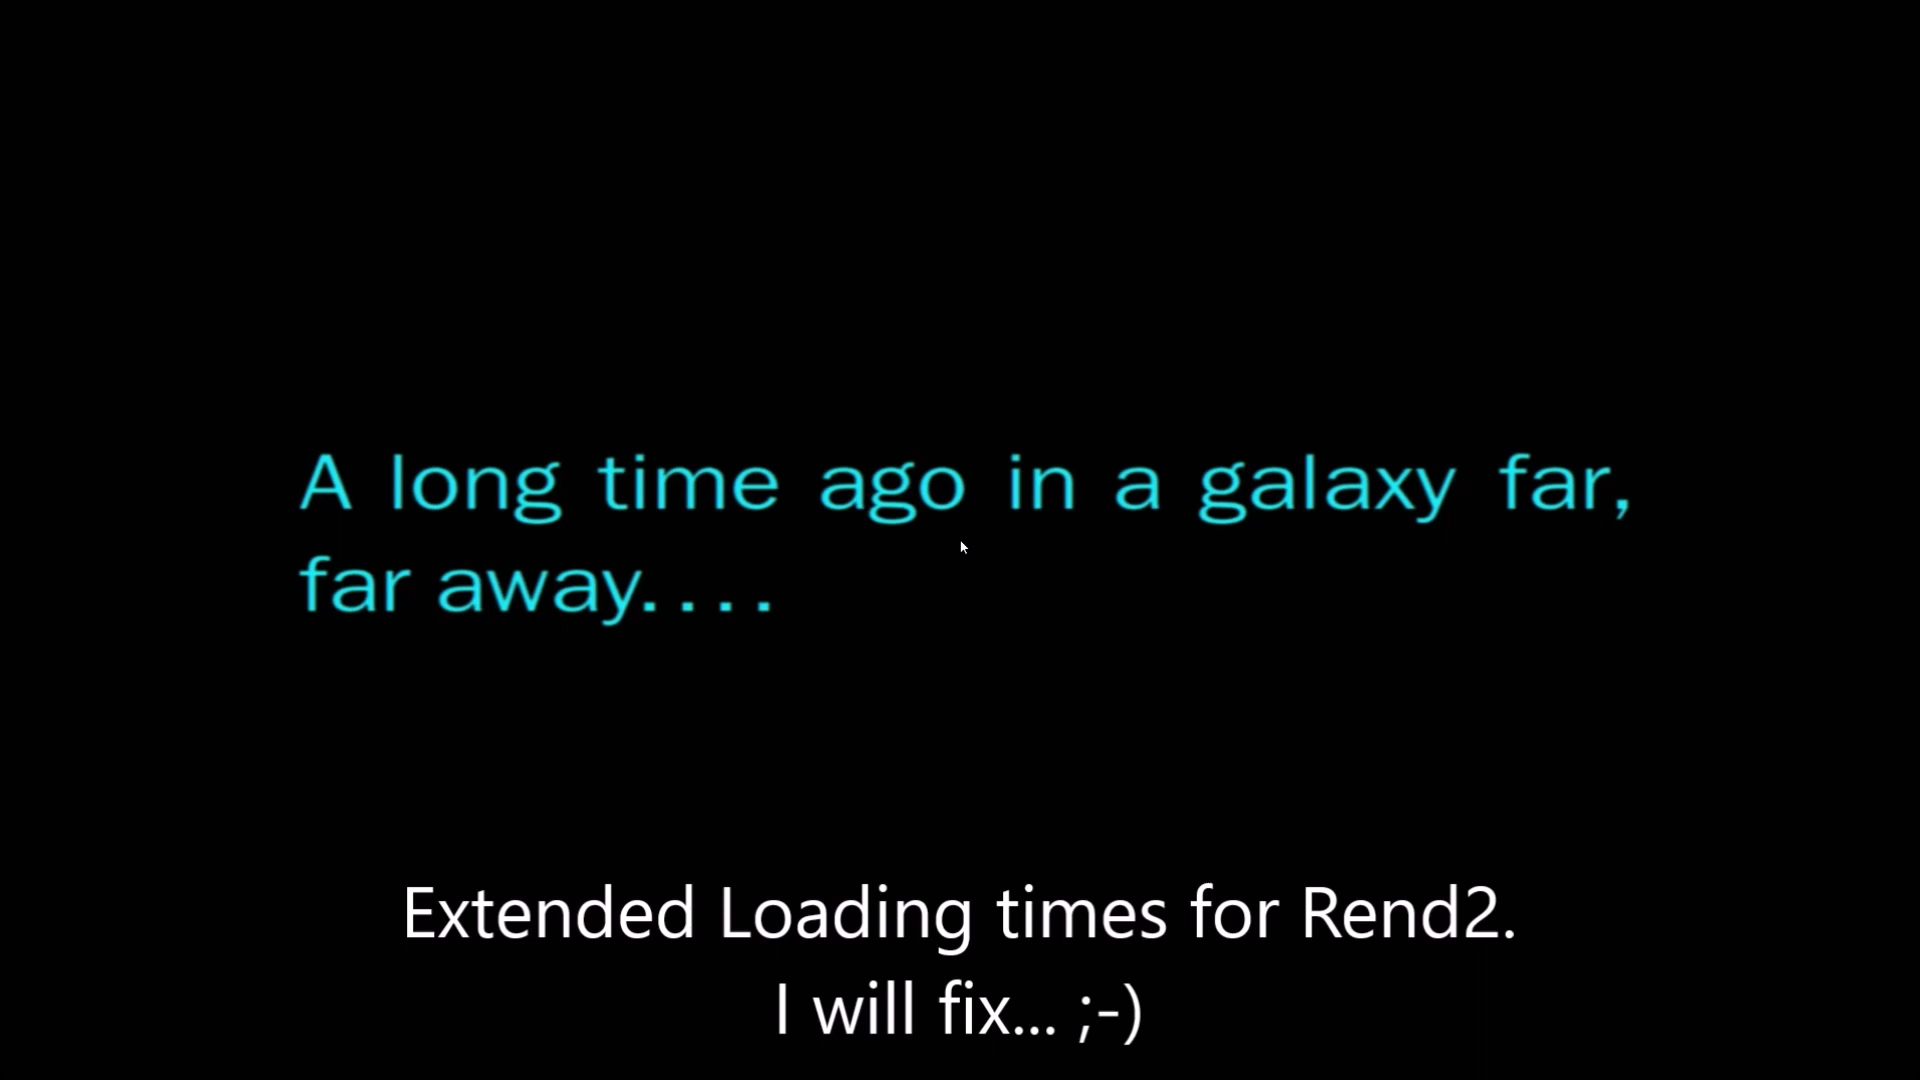 A long time ago in a galaxy far,
far away....
Extended Loading times for Rend2.
I will fix... ;-)